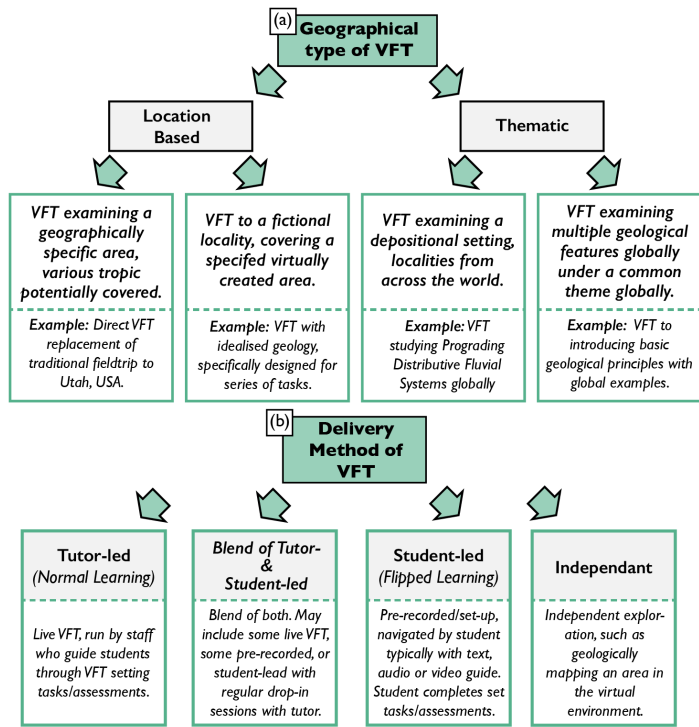 (a)
Geographical
type of VFT
Location
Based
Thematic
VFT examining a
geographically
specific area,
various tropic
potentially covered.
Example: Direct VFT
replacement of
traditional fieldtrip to
Utah, USA.
VFT to a fictional
locality, covering a
specifed virtually
created area.
Example: VFT with
idealised geology,
specifically designed for
series of tasks.
VFT examining a
depositional setting,
localities from
across the world.
Example: VFT
studying Prograding
Distributive Fluvial
Systems globally
VFT examining
multiple geological
features globally
under a common
theme globally.
Example: VFT to
introducing basic
geological principles with
global examples.
(b)
Delivery
Method of
VFT
Tutor-led
(Normal Learning)
Live VFT, run by staff
who guide students
through VFT setting
tasks/assessments.
Blend of Tutor-
&
Student-led
Blend of both. May
include some live VFT,
some pre-recorded, or
student-lead with
regular drop-in
sessions with tutor.
Student-led
(Flipped Learning)
Pre-recorded/set-up,
navigated by student
typically with text,
audio or video guide.
Student completes set
tasks/assessments.
Independant
Independent explor-
ation, such as
geologically
mapping an area in
the virtual
environment.